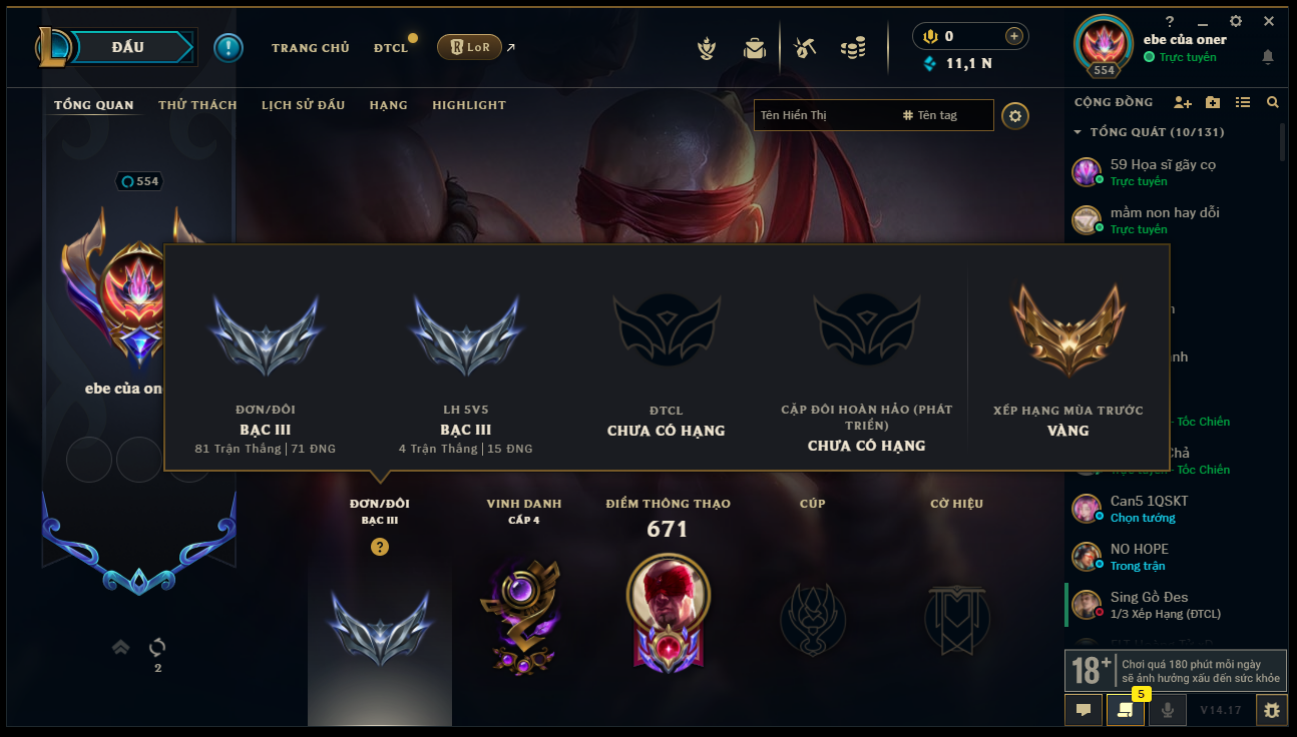 ĐẤU
TRANG CHỦ
ĐTCL
LoR
0
11,1 N
554
ebe của oner
Trực tuyến
TỔNG QUAN
THỬ THÁCH
LỊCH SỬ ĐẤU
HẠNG
HIGHLIGHT
Tên Hiển Thị
# Tên tag
CỘNG ĐỒNG
TỔNG QUÁT (10/131)
59 Họa sĩ gãy cọ
Trực tuyến
mầm non hay dỗi
Trực tuyến
554
ebe của on
ĐƠN/ĐÔI
BẠC III
81 Trận Thắng | 71 ĐNG
LH 5V5
BẠC III
4 Trận Thắng | 15 ĐNG
ĐTCL
CHƯA CÓ HẠNG
CẶP ĐÔI HOÀN HẢO (PHÁT
TRIỂN)
CHƯA CÓ HẠNG
XẾP HẠNG MÙA TRƯỚC
VÀNG
- Tốc Chiến
- Tốc Chiến
Can5 1QSKT
Chọn tướng
NO HOPE
Trong trận
Sing Gồ Đes
1/3 Xếp Hạng (ĐTCL)
ĐƠN/ĐÔI
BẠC III
?
VINH DANH
CẤP 4
ĐIỂM THÔNG THẠO
671
CÚP
CỜ HIỆU
2
18+
Chơi quá 180 phút mỗi ngày
sẽ ảnh hưởng xấu đến sức khỏe
5
V14.17